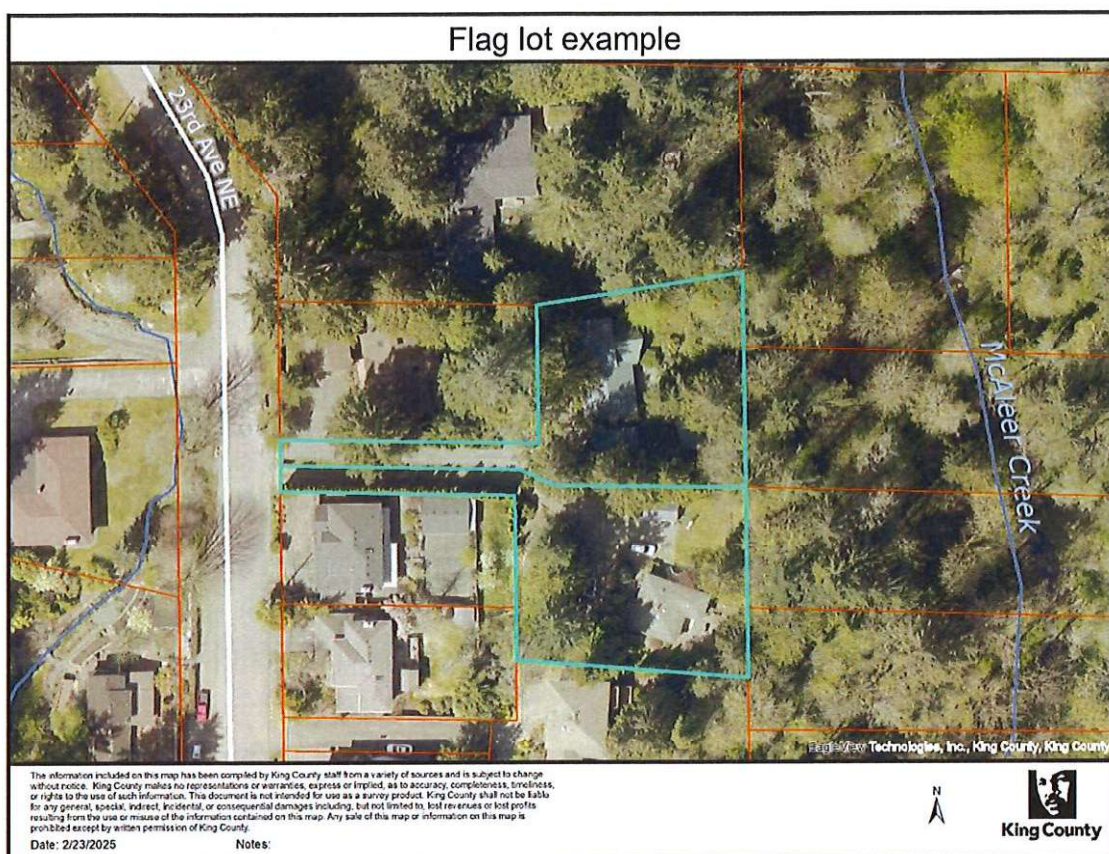 Flag lot example
23rd Ave NE
McAleer Creek
EagleView Technologies, Inc., King County, King County
The information included on this map has been compiled by King County staff from a variety of sources and is subject to change
without notice. King County makes no representations or warranties, express or implied, as to accuracy, completeness, timeliness,
or rights to the use of such information. This document is not intended for use as a survey product. King County shall not be liable
for any general, special, indirect, incidental, or consequential damages including, but not limited to, lost revenues or lost profits
resulting from the use or misuse of the information contained on this map. Any sale of this map or information on this map is
prohibited except by written permission of King County.
Date: 2/23/2025 Notes:
N
King County